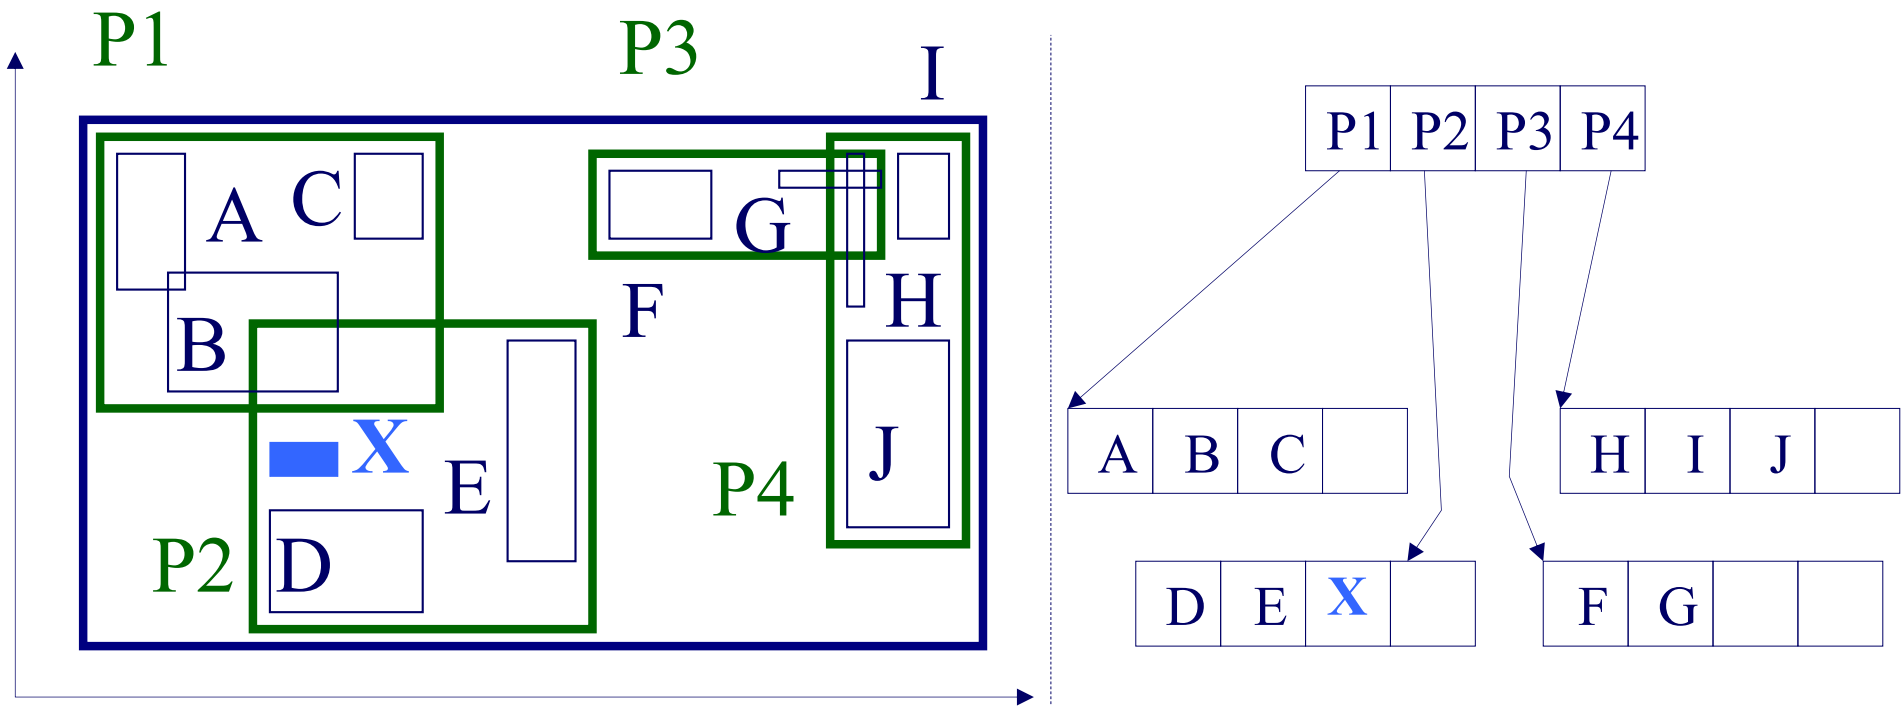 P1 P3 I
A C G
H
F
B
X E J
P4
P2 D
P1 P2 P3 P4
A B C
H I J
D E X
F G